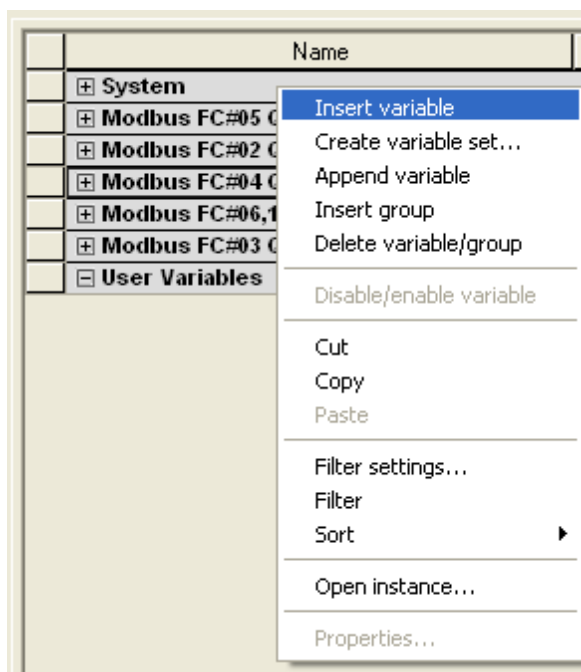 Name
System
Modbus FC#05
Modbus FC#02
Modbus FC#04
Modbus FC#06,1
Modbus FC#03
User Variables
Insert variable
Create variable set...
Append variable
Insert group
Delete variable/group
Disable/enable variable
Cut
Copy
Paste
Filter settings...
Filter
Sort
Open instance...
Properties...